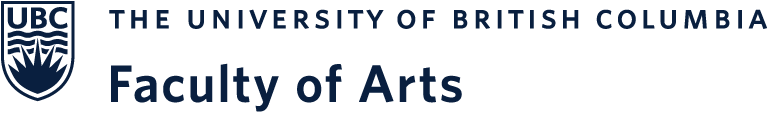 UBC
THE UNIVERSITY OF BRITISH COLUMBIA
Faculty of Arts